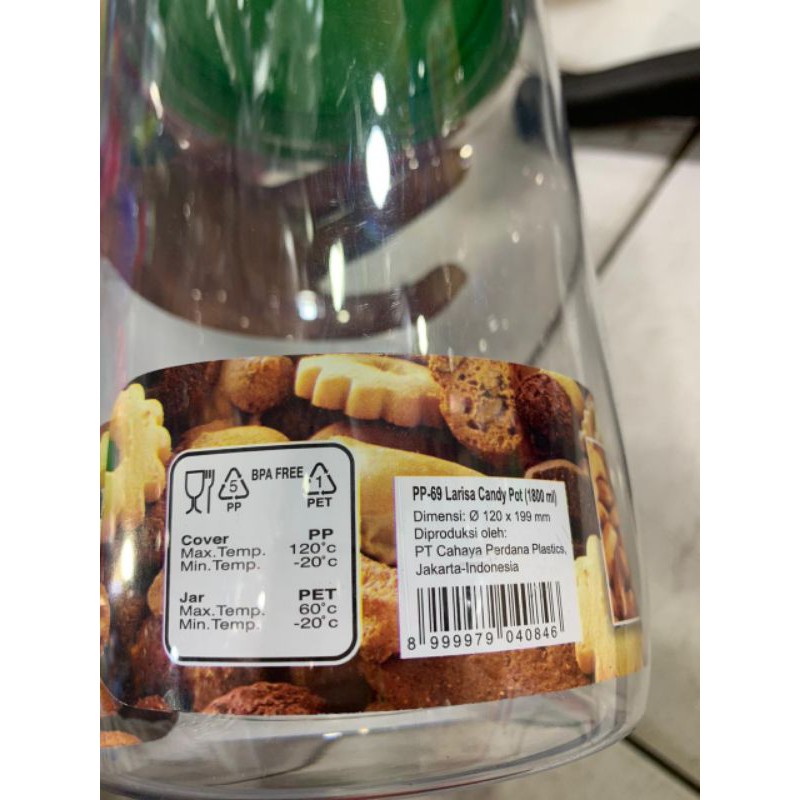 BPA FREE
5
PP
1
PET
Cover PP
Max.Temp. 120°c
Min.Temp. -20°c
Jar PET
Max.Temp. 60°c
Min.Temp. -20°c
PP-69 Larisa Candy Pot (1800 ml)
Dimensi: Ø 120 x 199 mm
Diproduksi oleh:
PT Cahaya Perdana Plastics,
Jakarta-Indonesia
8 999979 040846